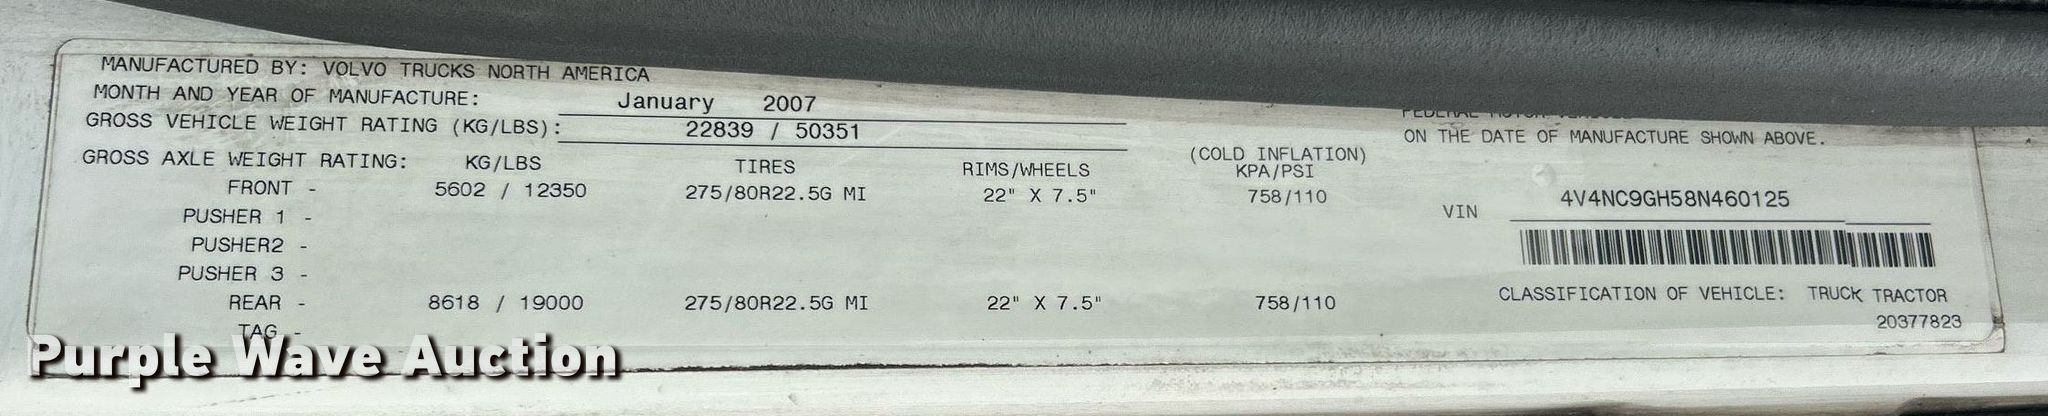 MANUFACTURED BY: VOLVO TRUCKS NORTH AMERICA
MONTH AND YEAR OF MANUFACTURE: January 2007
GROSS VEHICLE WEIGHT RATING (KG/LBS): 22839 / 50351
GROSS AXLE WEIGHT RATING: KG/LBS TIRES RIMS/WHEELS (COLD INFLATION) KPA/PSI
FRONT - 5602 / 12350 275/80R22.5G MI 22" X 7.5" 758/110
PUSHER 1 -
PUSHER2 -
PUSHER 3 -
REAR - 8618 / 19000 275/80R22.5G MI 22" X 7.5" 758/110
TAG -
FEDERAL MOTOR
ON THE DATE OF MANUFACTURE SHOWN ABOVE.
VIN 4V4NC9GH58N460125
CLASSIFICATION OF VEHICLE: TRUCK TRACTOR
20377823
Purple Wave Auction